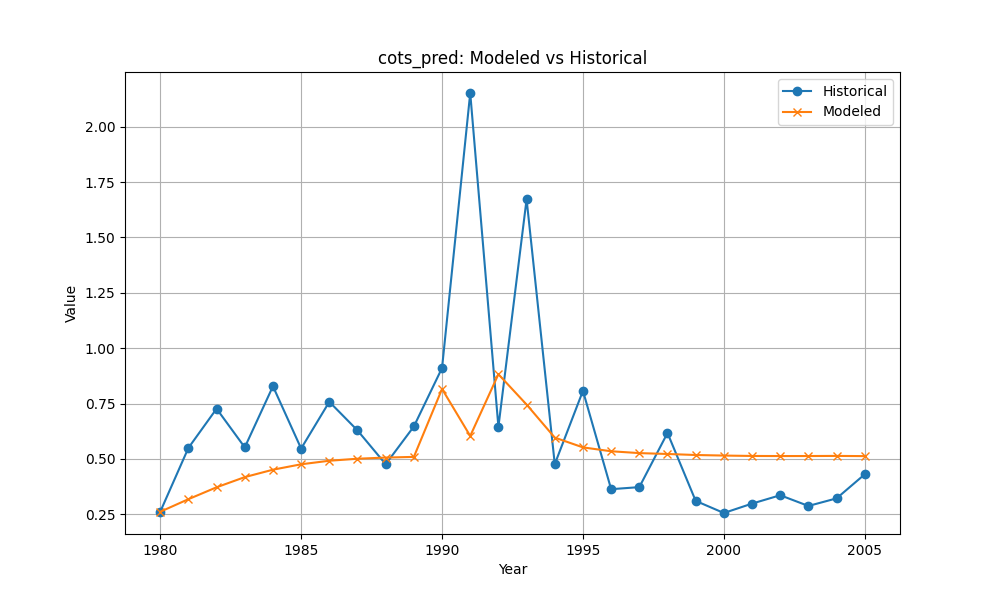 cots_pred: Modeled vs Historical
Historical
Modeled
Value
2.00
1.75
1.50
1.25
1.00
0.75
0.50
0.25
1980 1985 1990 1995 2000 2005
Year